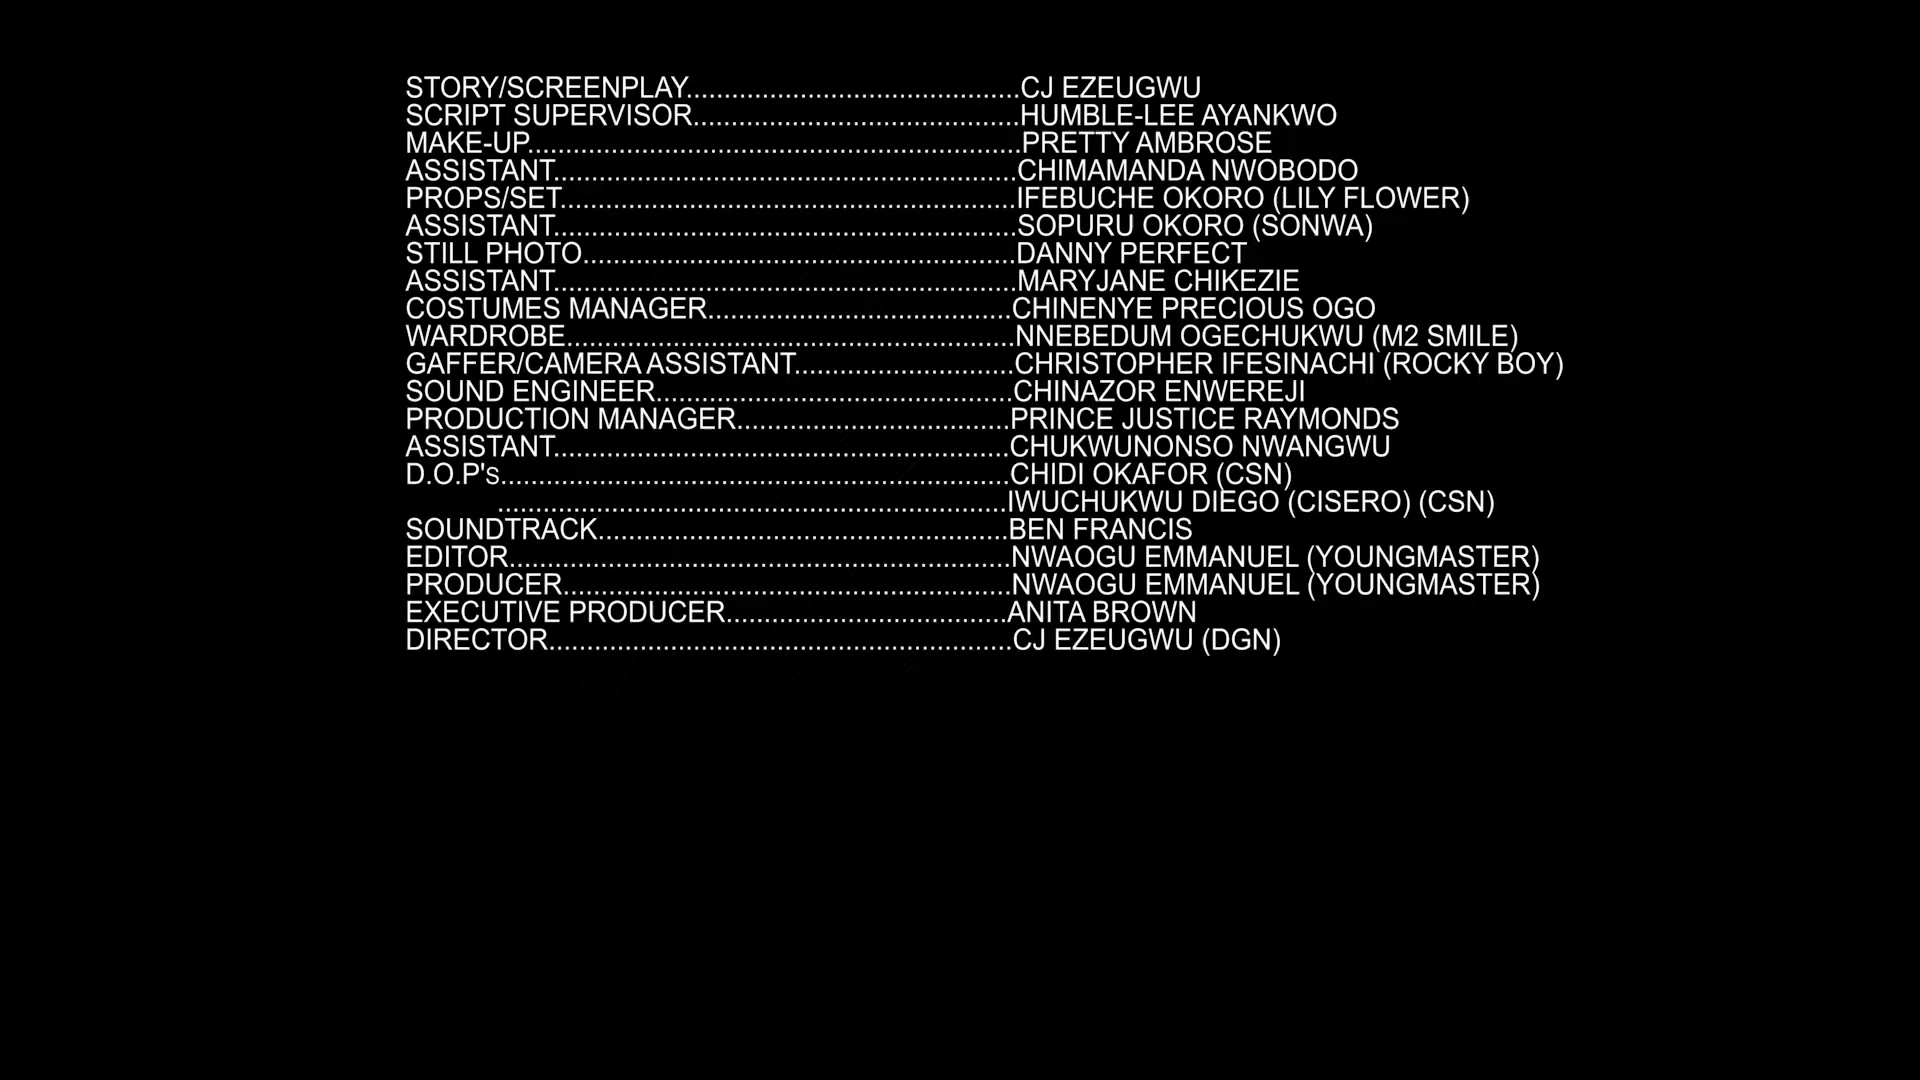 STORY/SCREENPLAY...........................................CJ EZEUGWU
SCRIPT SUPERVISOR..........................................HUMBLE-LEE AYANKWO
MAKE-UP................................................................PRETTY AMBROSE
ASSISTANT............................................................CHIMAMANDA NWOBODO
PROPS/SET...........................................................IFEBUCHE OKORO (LILY FLOWER)
ASSISTANT............................................................SOPURU OKORO (SONWA)
STILL PHOTO........................................................DANNY PERFECT
ASSISTANT............................................................MARYJANE CHIKEZIE
COSTUMES MANAGER.......................................CHINENYE PRECIOUS OGO
WARDROBE..........................................................NNEBEDUM OGECHUKWU (M2 SMILE)
GAFFER/CAMERA ASSISTANT............................CHRISTOPHER IFESINACHI (ROCKY BOY)
SOUND ENGINEER..............................................CHINAZOR ENWEREJI
PRODUCTION MANAGER...................................PRINCE JUSTICE RAYMONDS
ASSISTANT...........................................................CHUKWUNONSO NWANGWU
D.O.P's..................................................................CHIDI OKAFOR (CSN)
..................................................................IWUCHUKWU DIEGO (CISERO) (CSN)
SOUNDTRACK.....................................................BEN FRANCIS
EDITOR.................................................................NWAOGU EMMANUEL (YOUNGMASTER)
PRODUCER..........................................................NWAOGU EMMANUEL (YOUNGMASTER)
EXECUTIVE PRODUCER....................................ANITA BROWN
DIRECTOR............................................................CJ EZEUGWU (DGN)